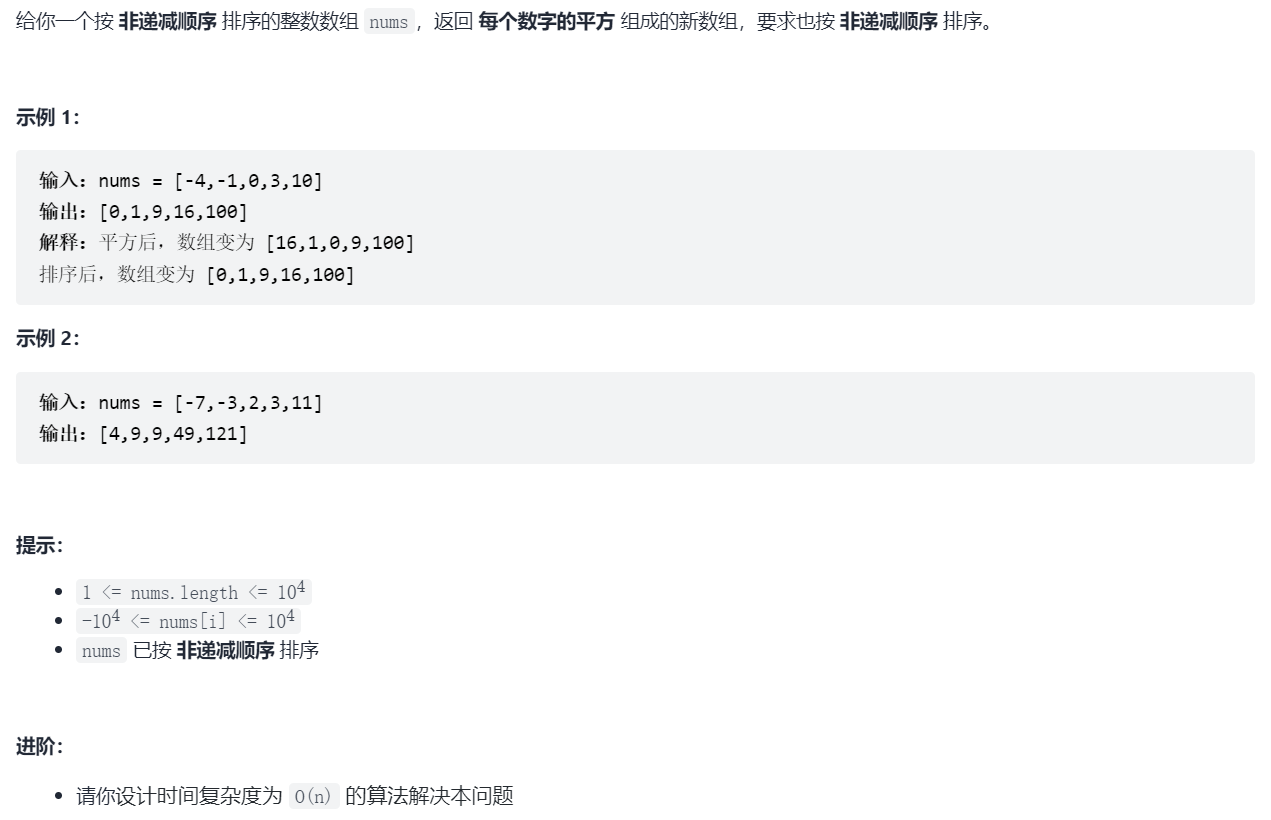 给你一个按 非递减顺序 排序的整数数组 nums，返回 每个数字的平方 组成的新数组，要求也按 非递减顺序 排序。
示例 1：
输入：nums = [-4,-1,0,3,10]
输出：[0,1,9,16,100]
解释：平方后，数组变为 [16,1,0,9,100]
排序后，数组变为 [0,1,9,16,100]
示例 2：
输入：nums = [-7,-3,2,3,11]
输出：[4,9,9,49,121]
提示：
• 1 <= nums.length <= 10⁴
• -10⁴ <= nums[i] <= 10⁴
• nums 已按 非递减顺序 排序
进阶：
• 请你设计时间复杂度为 O(n) 的算法解决本问题